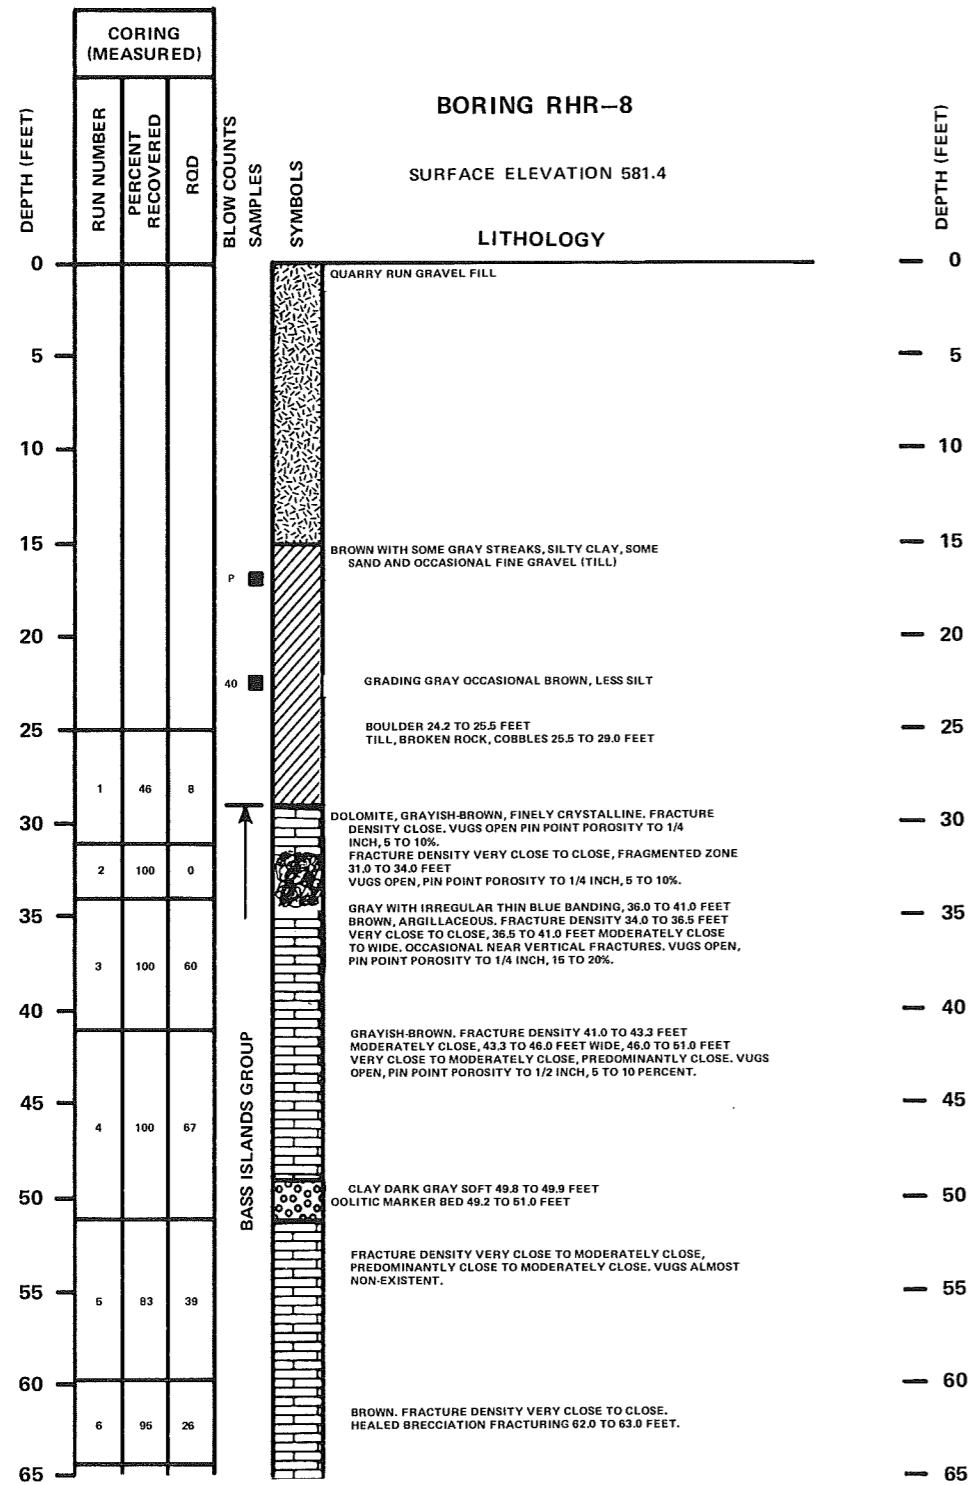 CORING
(MEASURED)
DEPTH (FEET)
RUN NUMBER
PERCENT
RECOVERED
RQD
BLOW COUNTS
SAMPLES
SYMBOLS
BORING RHR-8
SURFACE ELEVATION 581.4
LITHOLOGY
DEPTH (FEET)
0
QUARRY RUN GRAVEL FILL
0
5
5
10
10
15
BROWN WITH SOME GRAY STREAKS, SILTY CLAY, SOME
SAND AND OCCASIONAL FINE GRAVEL (TILL)
15
P
20
20
40
GRADING GRAY OCCASIONAL BROWN, LESS SILT
25
BOULDER 24.2 TO 25.5 FEET
TILL, BROKEN ROCK, COBBLES 25.5 TO 29.0 FEET
25
1 46 8
30
DOLOMITE, GRAYISH-BROWN, FINELY CRYSTALLINE. FRACTURE
DENSITY CLOSE. VUGS OPEN PIN POINT POROSITY TO 1/4
INCH, 5 TO 10%.
30
FRACTURE DENSITY VERY CLOSE TO CLOSE, FRAGMENTED ZONE
31.0 TO 34.0 FEET
VUGS OPEN, PIN POINT POROSITY TO 1/4 INCH, 5 TO 10%.
2 100 0
35
GRAY WITH IRREGULAR THIN BLUE BANDING, 36.0 TO 41.0 FEET
BROWN, ARGILLACEOUS. FRACTURE DENSITY 34.0 TO 36.5 FEET
VERY CLOSE TO CLOSE, 36.5 TO 41.0 FEET MODERATELY CLOSE
TO WIDE. OCCASIONAL NEAR VERTICAL FRACTURES. VUGS OPEN,
PIN POINT POROSITY TO 1/4 INCH, 15 TO 20%.
35
3 100 60
40
40
BASS ISLANDS GROUP
GRAYISH-BROWN. FRACTURE DENSITY 41.0 TO 43.3 FEET
MODERATELY CLOSE, 43.3 TO 46.0 FEET WIDE, 46.0 TO 51.0 FEET
VERY CLOSE TO MODERATELY CLOSE, PREDOMINANTLY CLOSE. VUGS
OPEN, PIN POINT POROSITY TO 1/2 INCH, 5 TO 10 PERCENT.
45
45
4 100 67
50
CLAY DARK GRAY SOFT 49.8 TO 49.9 FEET
OOLITIC MARKER BED 49.2 TO 51.0 FEET
50
FRACTURE DENSITY VERY CLOSE TO MODERATELY CLOSE,
PREDOMINANTLY CLOSE TO MODERATELY CLOSE. VUGS ALMOST
NON-EXISTENT.
55
55
5 83 39
60
60
BROWN. FRACTURE DENSITY VERY CLOSE TO CLOSE.
HEALED BRECCIATION FRACTURING 62.0 TO 63.0 FEET.
6 95 26
65
65